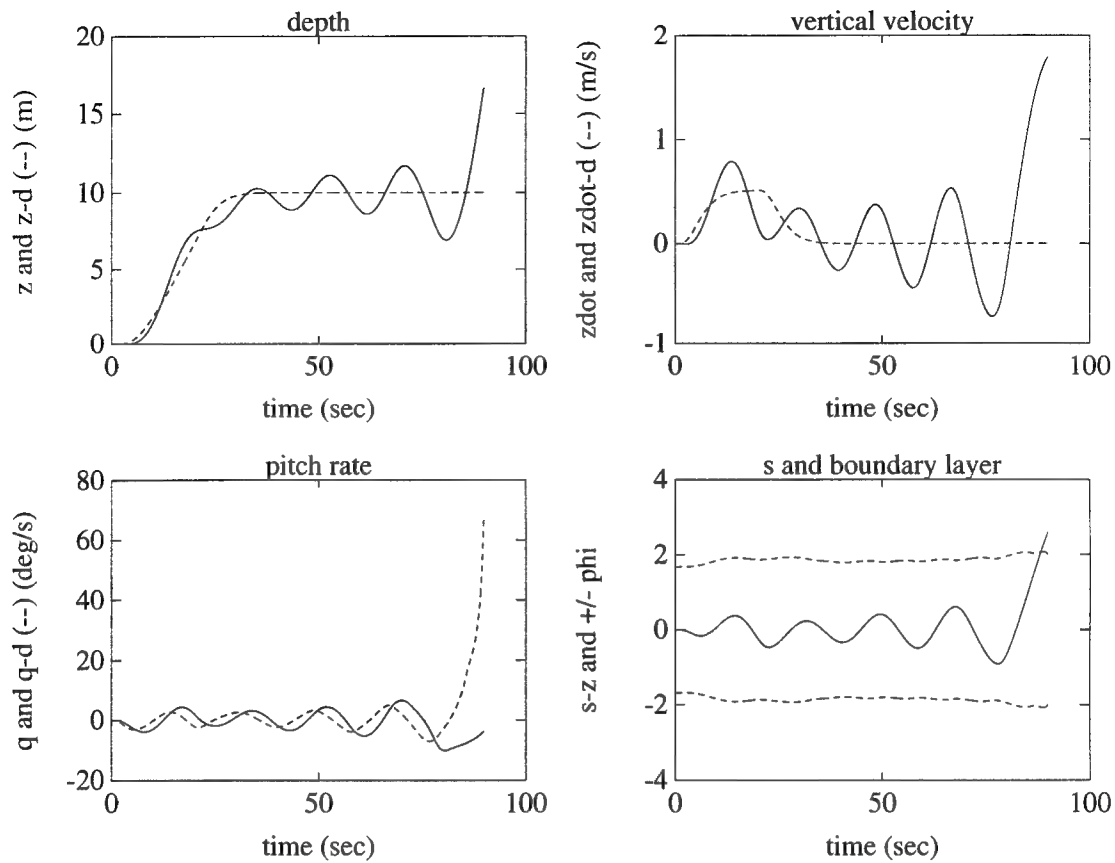 depth
z and z-d (--) (m)
20
15
10
5
0
0 50 100
time (sec)
vertical velocity
zdot and zdot-d (--) (m/s)
2
1
0
-1
0 50 100
time (sec)
pitch rate
q and q-d (--) (deg/s)
80
60
40
20
0
-20
0 50 100
time (sec)
s and boundary layer
s-z and +/- phi
4
2
0
-2
-4
0 50 100
time (sec)